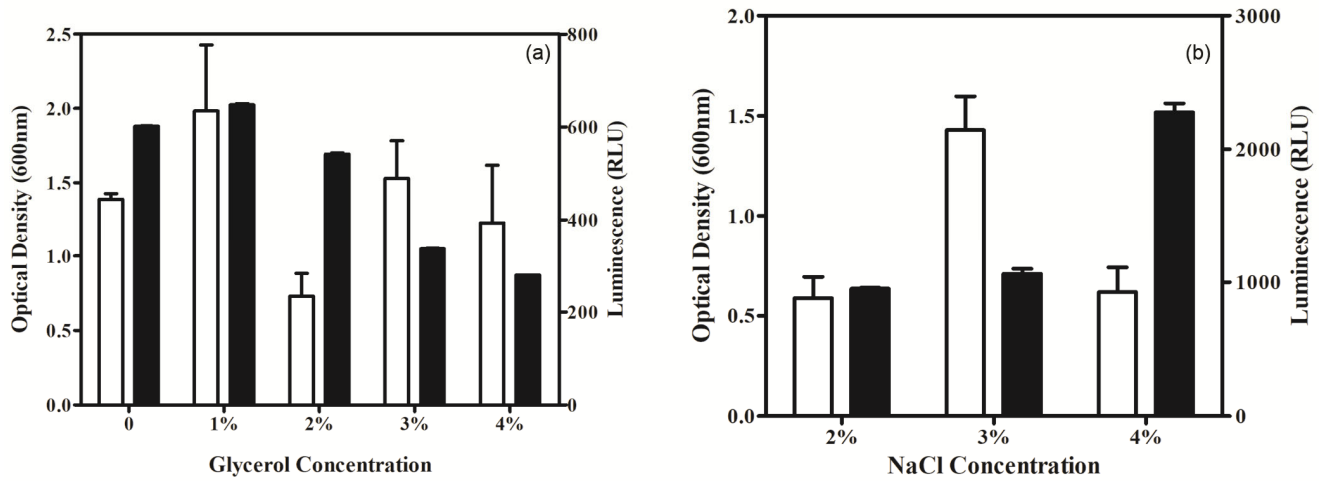 (a)
Optical Density (600nm)
2.5
2.0
1.5
1.0
0.5
0.0
800
600
400
200
0
Luminescence (RLU)
0 1% 2% 3% 4%
Glycerol Concentration
(b)
Optical Density (600nm)
2.0
1.5
1.0
0.5
0.0
3000
2000
1000
0
Luminescence (RLU)
2% 3% 4%
NaCl Concentration